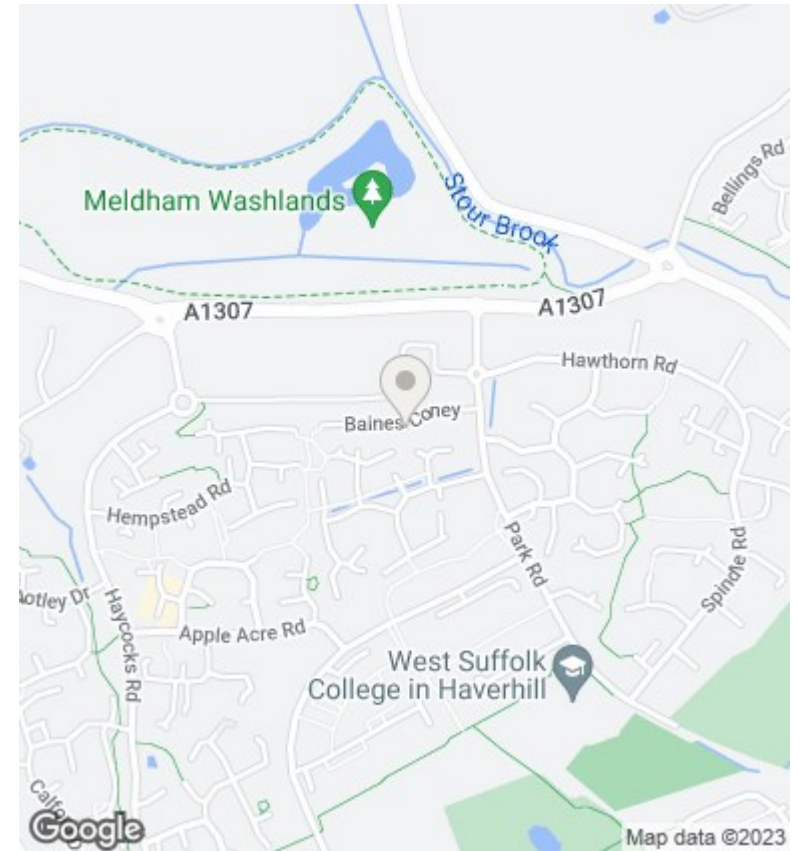 Bellings Rd
Meldham Washlands
Stour Brook
A1307
A1307
Hawthorn Rd
Baines Coney
Hempstead Rd
Park Rd
Spindle Rd
Haycocks Rd
Apple Acre Rd
West Suffolk
College in Haverhill
Google
Map data ©2023